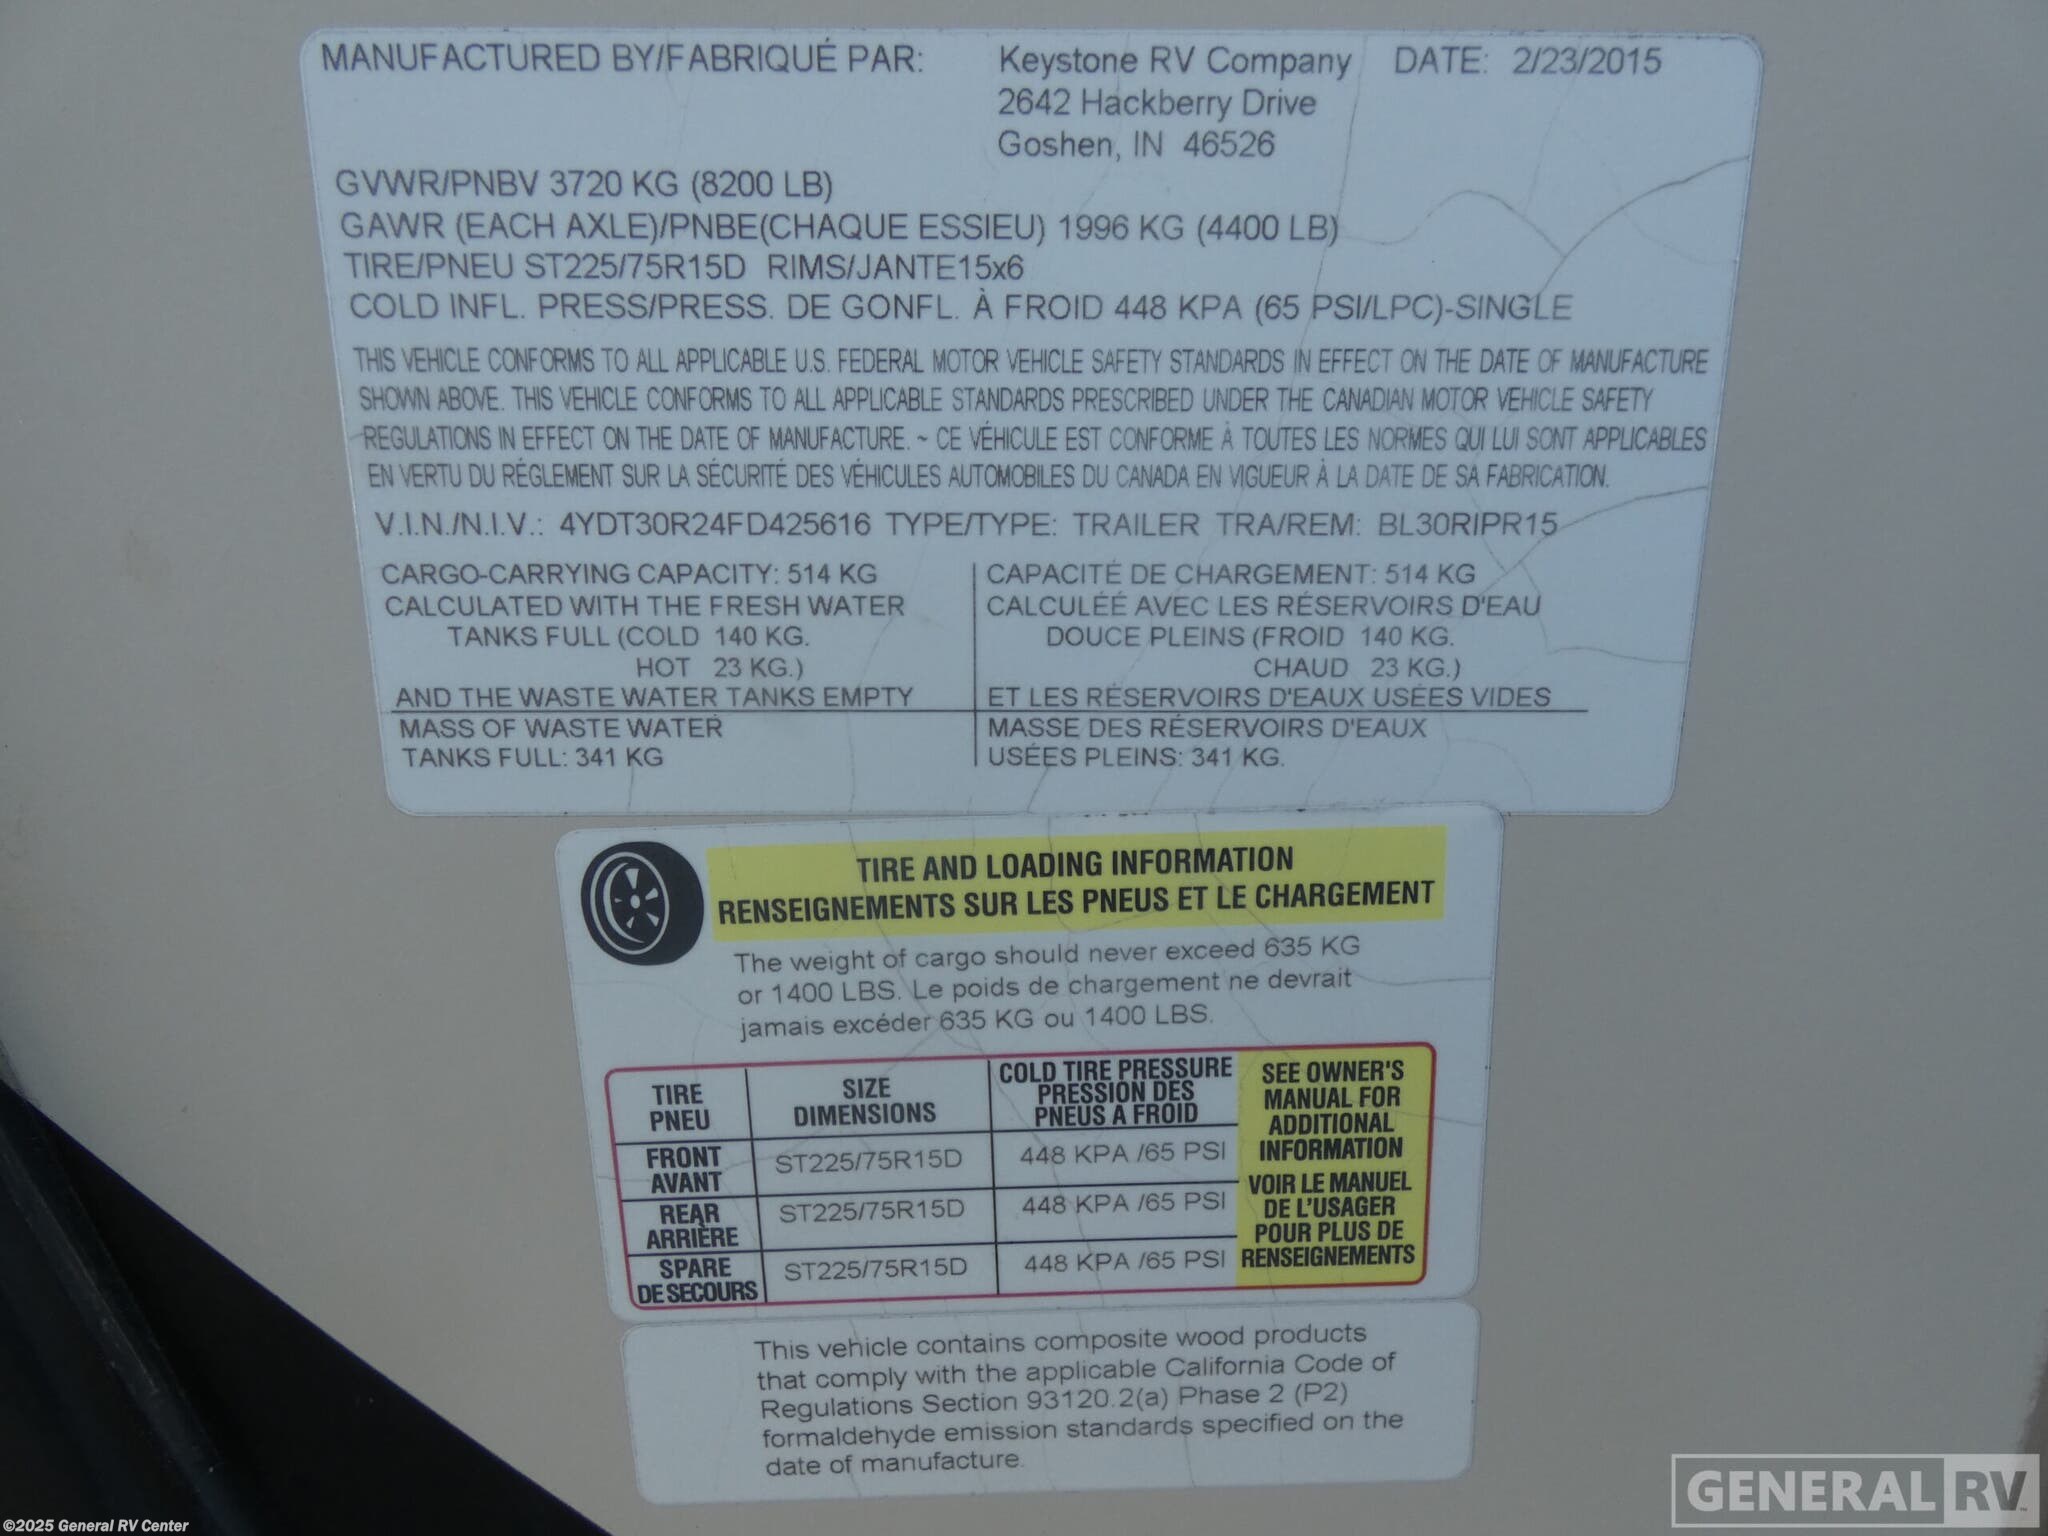 MANUFACTURED BY/FABRIQUÉ PAR: Keystone RV Company DATE: 2/23/2015
2642 Hackberry Drive
Goshen, IN 46526
GVWR/PNBV 3720 KG (8200 LB)
GAWR (EACH AXLE)/PNBE(CHAQUE ESSIEU) 1996 KG (4400 LB)
TIRE/PNEU ST225/75R15D RIMS/JANTE15x6
COLD INFL. PRESS/PRESS. DE GONFL. À FROID 448 KPA (65 PSI/LPC)-SINGLE
THIS VEHICLE CONFORMS TO ALL APPLICABLE U.S. FEDERAL MOTOR VEHICLE SAFETY STANDARDS IN EFFECT ON THE DATE OF MANUFACTURE
SHOWN ABOVE. THIS VEHICLE CONFORMS TO ALL APPLICABLE STANDARDS PRESCRIBED UNDER THE CANADIAN MOTOR VEHICLE SAFETY
REGULATIONS IN EFFECT ON THE DATE OF MANUFACTURE. ~ CE VÉHICULE EST CONFORME À TOUTES LES NORMES QUI LUI SONT APPLICABLES
EN VERTU DU RÉGLEMENT SUR LA SÉCURITÉ DES VÉHICULES AUTOMOBILES DU CANADA EN VIGUEUR À LA DATE DE SA FABRICATION.
V.I.N./N.I.V.: 4YDT30R24FD425616 TYPE/TYPE: TRAILER TRA/REM: BL30RIPR15
CARGO-CARRYING CAPACITY: 514 KG
CALCULATED WITH THE FRESH WATER
TANKS FULL (COLD 140 KG.
HOT 23 KG.)
AND THE WASTE WATER TANKS EMPTY
MASS OF WASTE WATER
TANKS FULL: 341 KG
CAPACITÉ DE CHARGEMENT: 514 KG
CALCULÉÉ AVEC LES RÉSERVOIRS D'EAU
DOUCE PLEINS (FROID 140 KG.
CHAUD 23 KG.)
ET LES RÉSERVOIRS D'EAUX USÉES VIDES
MASSE DES RÉSERVOIRS D'EAUX
USÉES PLEINS: 341 KG.
TIRE AND LOADING INFORMATION
RENSEIGNEMENTS SUR LES PNEUS ET LE CHARGEMENT
The weight of cargo should never exceed 635 KG
or 1400 LBS. Le poids de chargement ne devrait
jamais excéder 635 KG ou 1400 LBS.
TIRE
PNEU
SIZE
DIMENSIONS
COLD TIRE PRESSURE
PRESSION DES
PNEUS A FROID
FRONT
AVANT
ST225/75R15D
448 KPA /65 PSI
REAR
ARRIÈRE
ST225/75R15D
448 KPA /65 PSI
SPARE
DE SECOURS
ST225/75R15D
448 KPA /65 PSI
SEE OWNER'S
MANUAL FOR
ADDITIONAL
INFORMATION
VOIR LE MANUEL
DE L'USAGER
POUR PLUS DE
RENSEIGNEMENTS
This vehicle contains composite wood products
that comply with the applicable California Code of
Regulations Section 93120.2(a) Phase 2 (P2)
formaldehyde emission standards specified on the
date of manufacture.
GENERAL RV
©2025 General RV Center